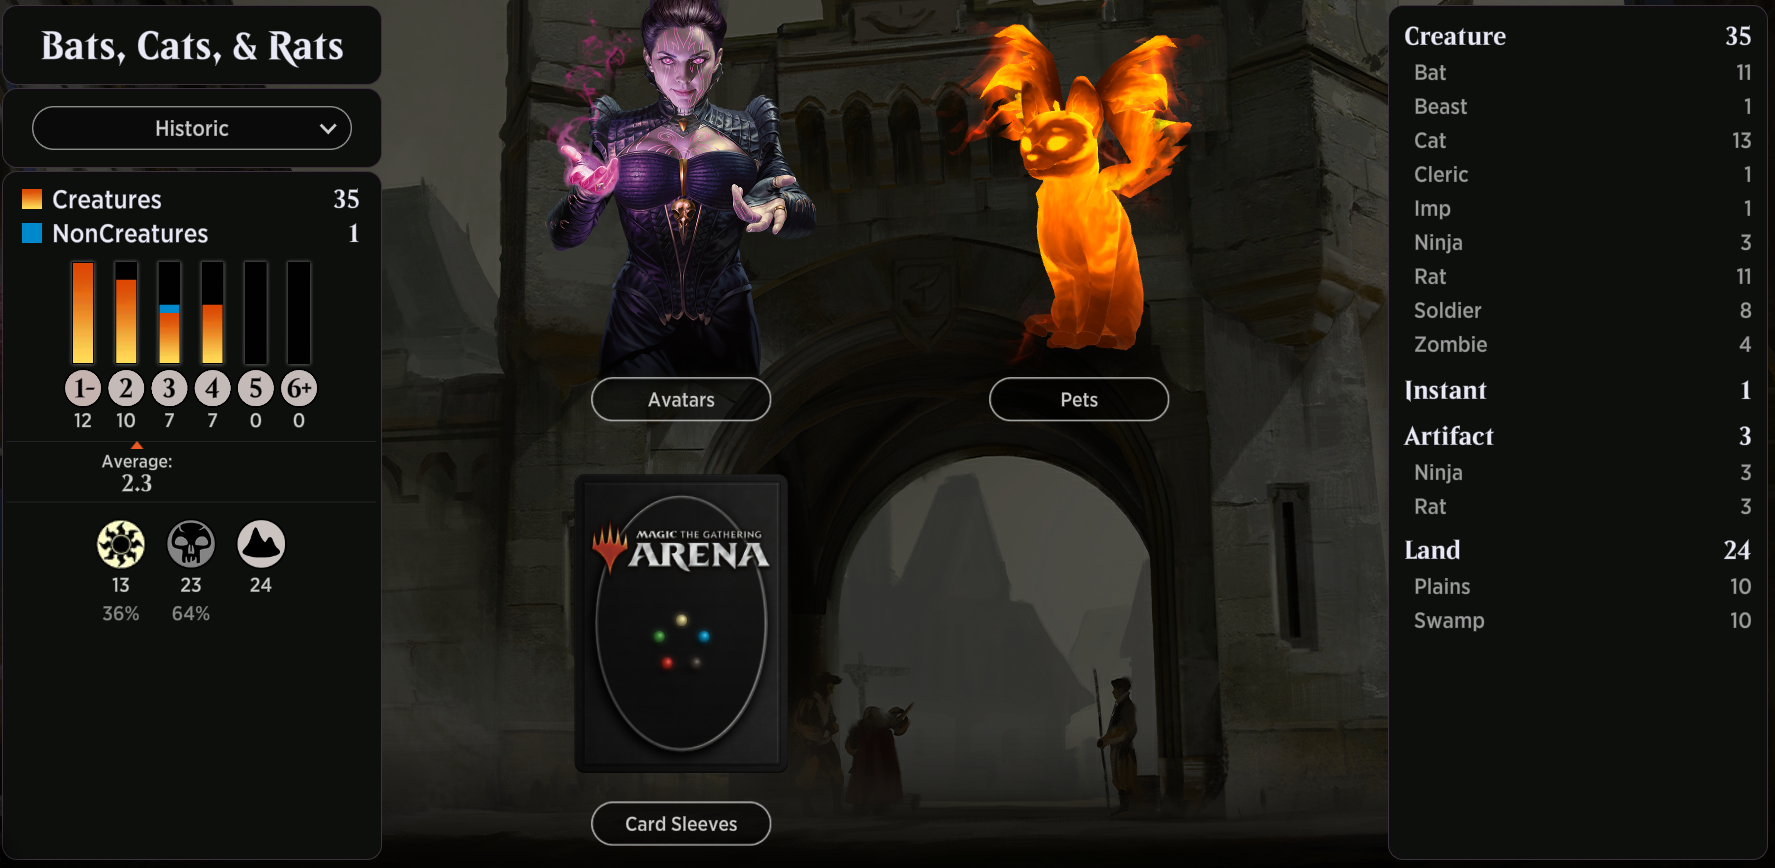 Bats, Cats, & Rats
Historic
Creatures 35
NonCreatures 1
1- 2 3 4 5 6+
12 10 7 7 0 0
Average:
2.3
13 23 24
36% 64%
Avatars
Pets
MAGIC THE GATHERING
ARENA
Card Sleeves
Creature 35
Bat 11
Beast 1
Cat 13
Cleric 1
Imp 1
Ninja 3
Rat 11
Soldier 8
Zombie 4
Instant 1
Artifact 3
Ninja 3
Rat 3
Land 24
Plains 10
Swamp 10